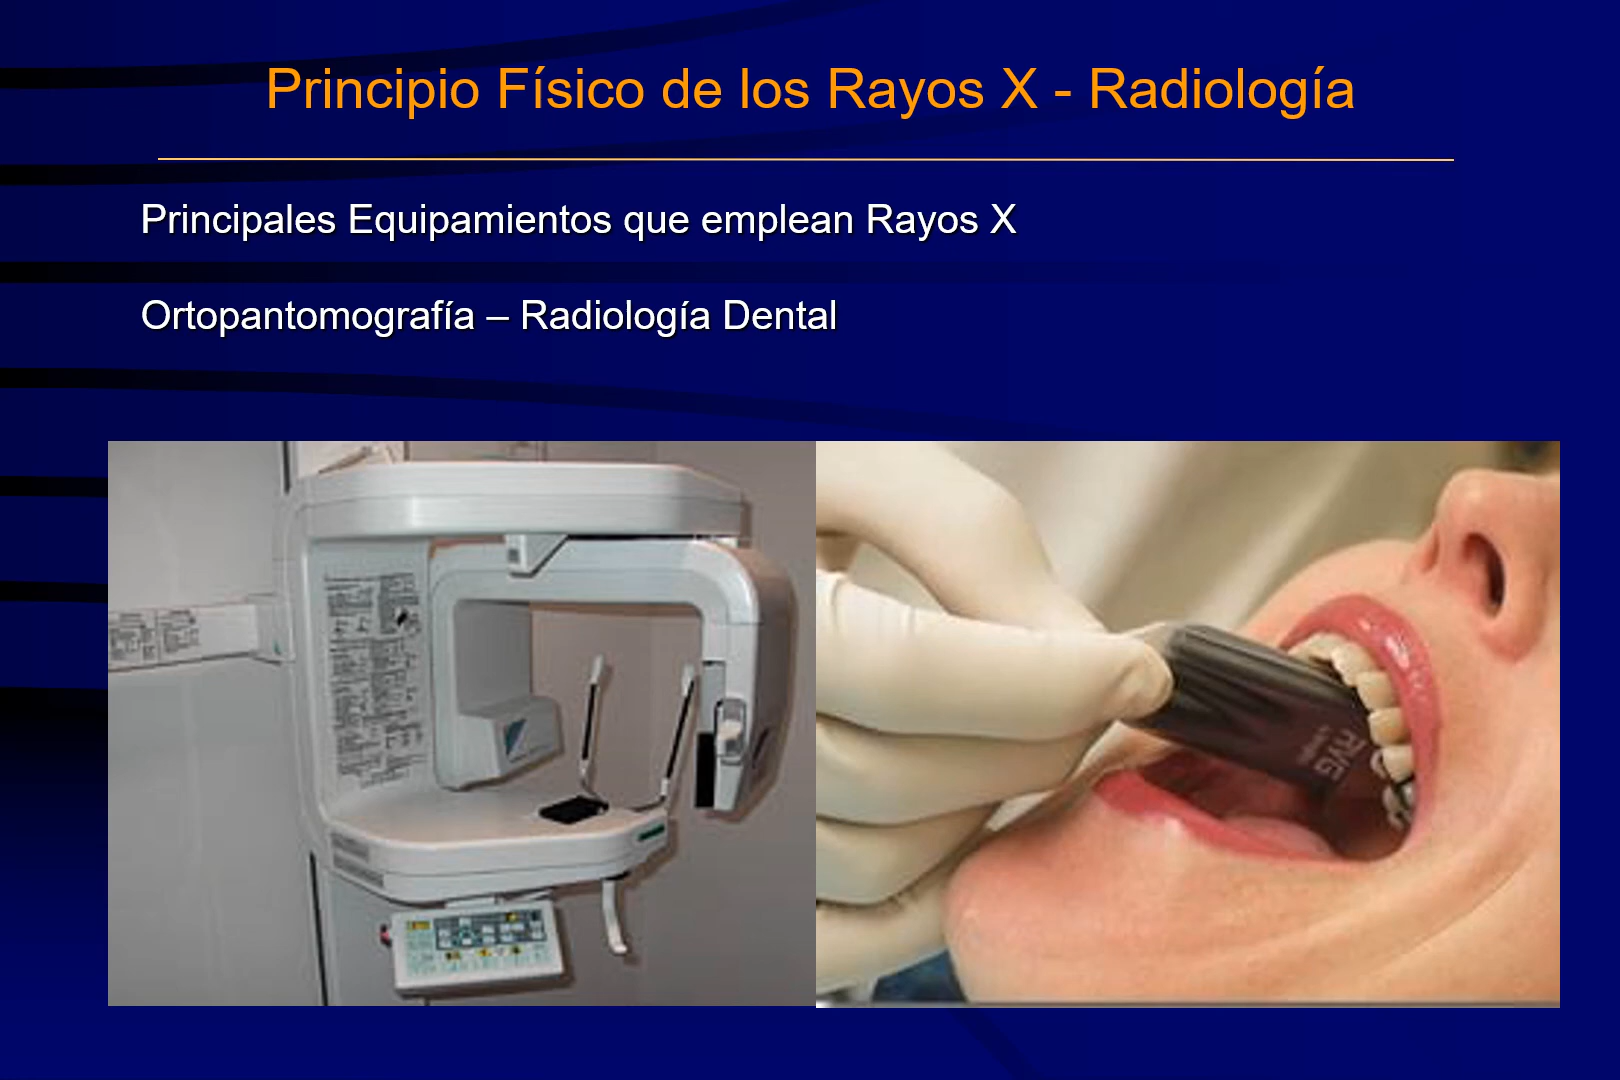 Principio Físico de los Rayos X - Radiología
Principales Equipamientos que emplean Rayos X
Ortopantomografía – Radiología Dental
RVG